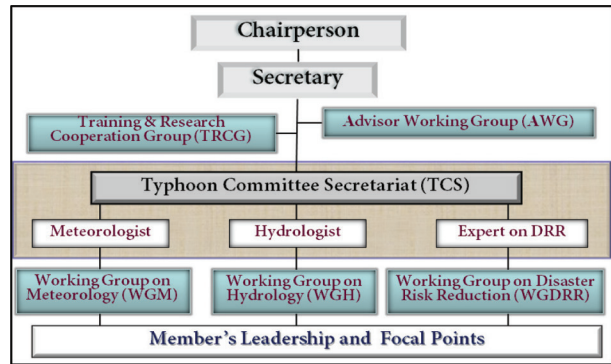 Chairperson
Secretary
Training & Research
Cooperation Group (TRCG)
Advisor Working Group (AWG)
Typhoon Committee Secretariat (TCS)
Meteorologist
Hydrologist
Expert on DRR
Working Group on
Meteorology (WGM)
Working Group on
Hydrology (WGH)
Working Group on Disaster
Risk Reduction (WGDRR)
Member's Leadership and Focal Points